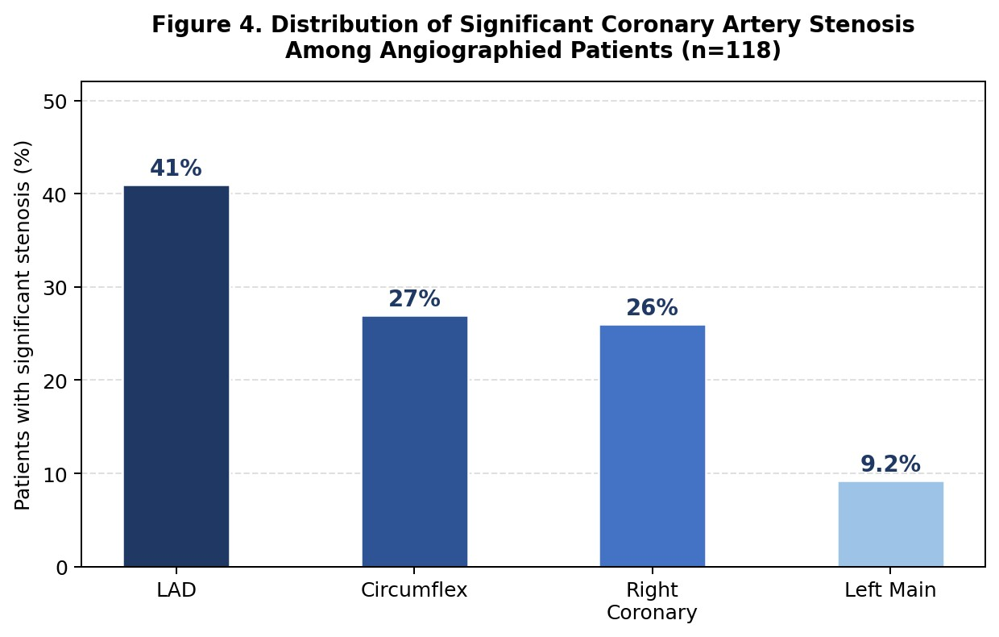 Figure 4. Distribution of Significant Coronary Artery Stenosis
Among Angiographied Patients (n=118)
Patients with significant stenosis (%)
50
40
30
20
10
0
41%
27%
26%
9.2%
LAD
Circumflex
Right
Coronary
Left Main